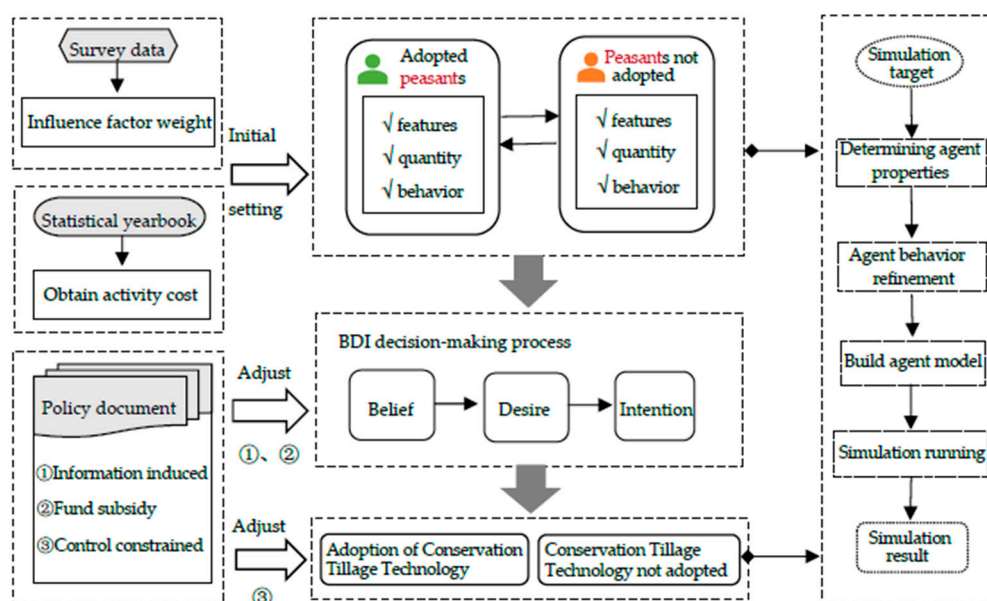 Survey data
Influence factor weight
Statistical yearbook
Obtain activity cost
Initial
setting
Adopted
peasants
√ features
√ quantity
√ behavior
Peasants not
adopted
√ features
√ quantity
√ behavior
Policy document
①Information induced
②Fund subsidy
③Control constrained
Adjust
①、②
Adjust
③
BDI decision-making process
Belief
Desire
Intention
Adoption of Conservation
Tillage Technology
Conservation Tillage
Technology not adopted
Simulation
target
Determining agent
properties
Agent behavior
refinement
Build agent model
Simulation running
Simulation
result